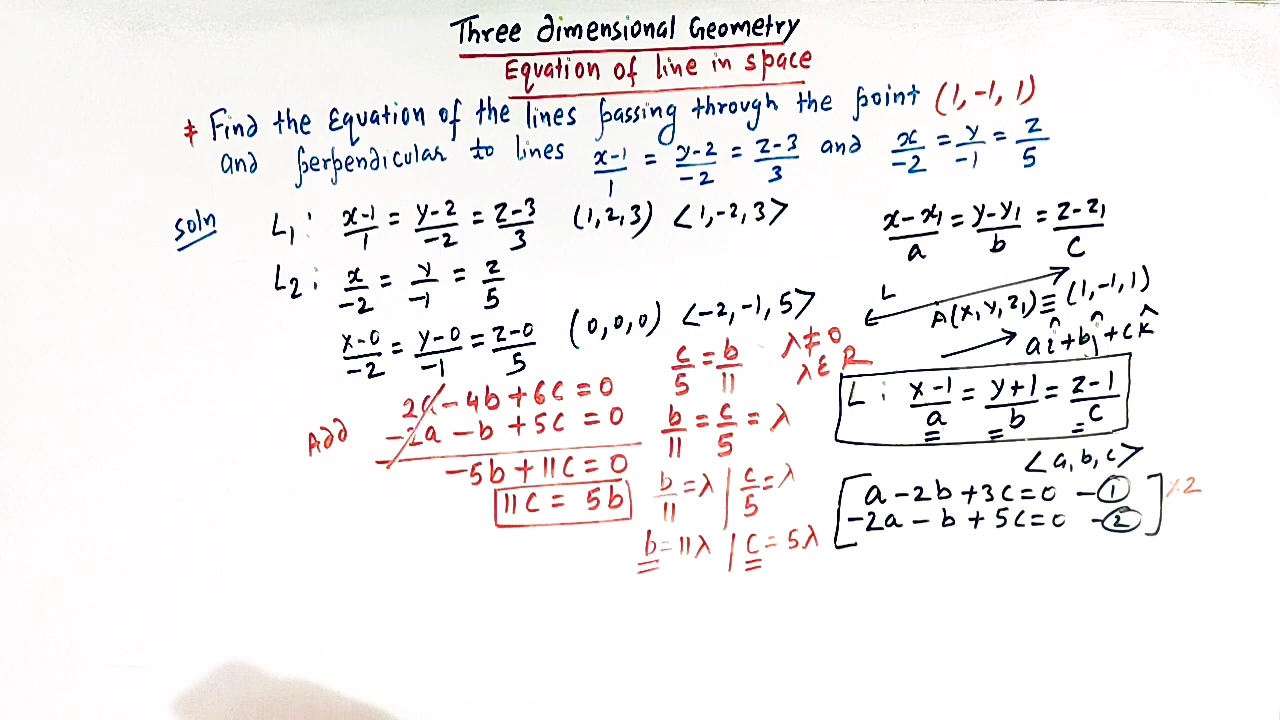 Three dimensional Geometry
Equation of line in space
* Find the Equation of the lines passing through the point (1, -1, 1)
and perpendicular to lines x-1/1 = y-2/-2 = z-3/3 and x/-2 = y/-1 = z/5
Soln
L₁: x-1/1 = y-2/-2 = z-3/3 (1, 2, 3) <1, -2, 3>
L₂: x/-2 = y/-1 = z/5
x-0/-2 = y-0/-1 = z-0/5 (0, 0, 0) <-2, -1, 5>
2a - 4b + 6c = 0
Add -2a - b + 5c = 0
-5b + 11c = 0
11c = 5b
c/5 = b/11 λ ≠ 0
λ ∈ R
b/11 = c/5 = λ
b/11 = λ | c/5 = λ
b = 11λ | c = 5λ
x-x₁/a = y-y₁/b = z-z₁/c
L
A(x, y, z₁) ≡ (1, -1, 1)
aî + bĵ + ck̂
L: x-1/a = y+1/b = z-1/c
<a, b, c>
a - 2b + 3c = 0 - ① ×2
-2a - b + 5c = 0 - ②